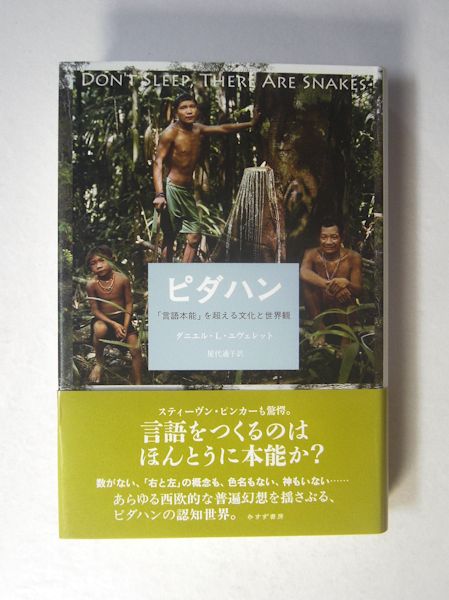 DON'T SLEEP, THERE ARE SNAKES
ピダハン
「言語本能」を超える文化と世界観
ダニエル・L・エヴェレット
屋代通子訳
スティーヴン・ピンカーも驚愕。
言語をつくるのは
ほんとうに本能か？
数がない、「右と左」の概念も、色名もない、神もいない……
あらゆる西欧的な普遍幻想を揺さぶる、
ピダハンの認知世界。 みすず書房